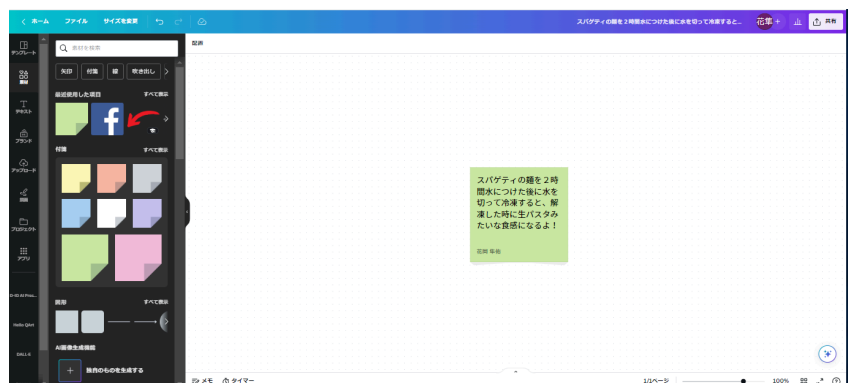 ホーム ファイル サイズを変更
スパゲティの麺を2時間水につけた後に水を切って冷凍すると...
花隼
共有
テンプレート
素材を検索
配置
矢印 付箋 線 吹き出し
最近使用した項目 すべて表示
テキスト
ブランド
付箋 すべて表示
アップロード
プロジェクト
アプリ
スパゲティの麺を2時
間水につけた後に水を
切って冷凍すると、解
凍した時に生パスタみ
たいな食感になるよ!
図形 すべて表示
Hello QArt
DALL·E
AI画像生成機能
独自のものを生成する
メモ タイマー
1/1ページ
100%